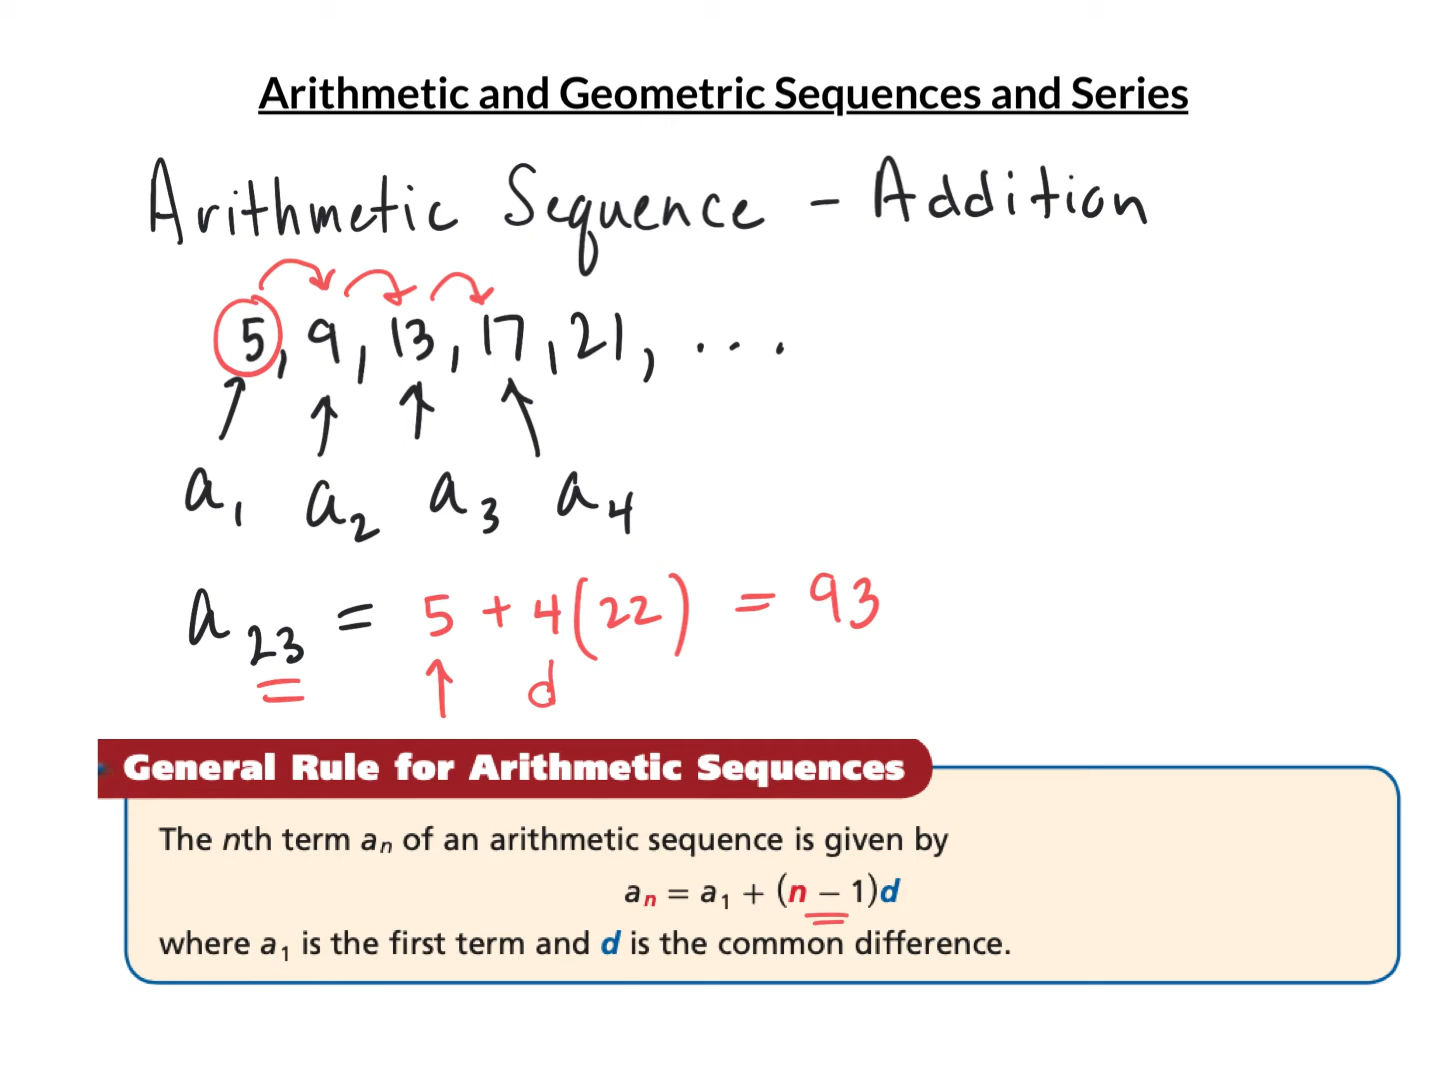 Arithmetic and Geometric Sequences and Series
Arithmetic Sequence - Addition
5, 9, 13, 17, 21, ...
a₁ a₂ a₃ a₄
a₂₃ = 5 + 4(22) = 93
d
General Rule for Arithmetic Sequences
The nth term aₙ of an arithmetic sequence is given by
aₙ = a₁ + (n − 1)d
where a₁ is the first term and d is the common difference.